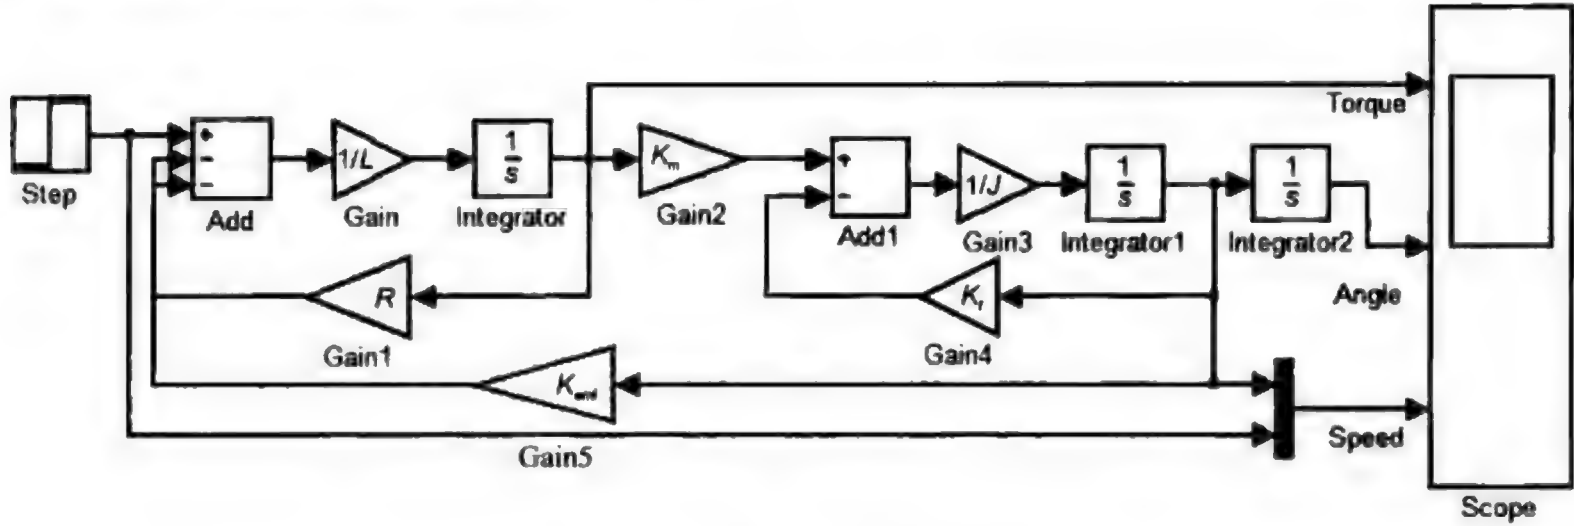 Torque
Step
+
−
−
Add
1/L
Gain
1/s
Integrator
K_m
Gain2
+
−
Add1
1/J
Gain3
1/s
Integrator1
1/s
Integrator2
R
Gain1
K_f
Gain4
Angle
K_emf
Gain5
Speed
Scope